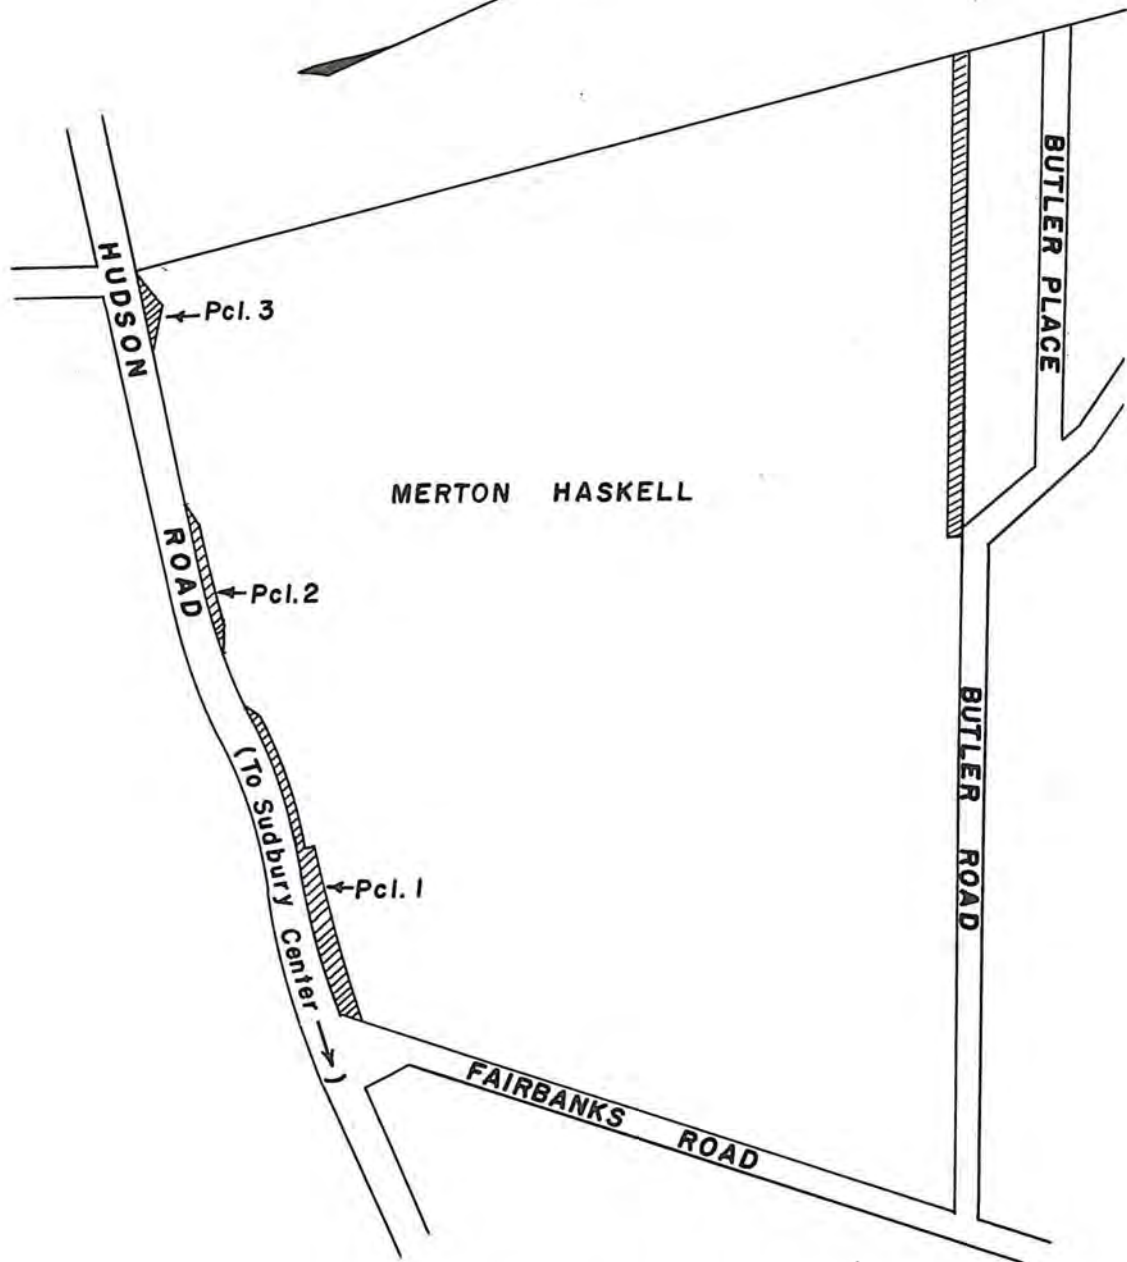 BUTLER PLACE
HUDSON ROAD
Pcl. 3
MERTON HASKELL
Pcl. 2
BUTLER ROAD
(To Sudbury Center → )
Pcl. 1
FAIRBANKS ROAD